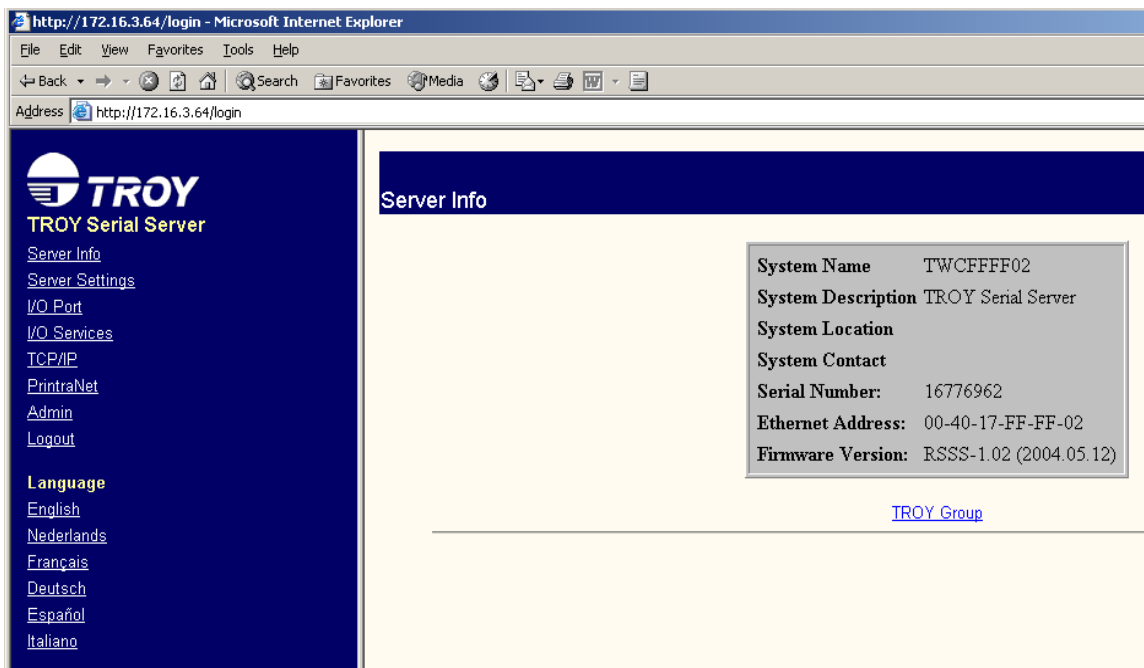 http://172.16.3.64/login - Microsoft Internet Explorer
File Edit View Favorites Tools Help
Back Search Favorites Media
Address http://172.16.3.64/login
TROY
TROY Serial Server
Server Info
Server Settings
I/O Port
I/O Services
TCP/IP
PrintraNet
Admin
Logout
Language
English
Nederlands
Français
Deutsch
Español
Italiano
Server Info
System Name TWCFFFF02
System Description TROY Serial Server
System Location
System Contact
Serial Number: 16776962
Ethernet Address: 00-40-17-FF-FF-02
Firmware Version: RSSS-1.02 (2004.05.12)
TROY Group